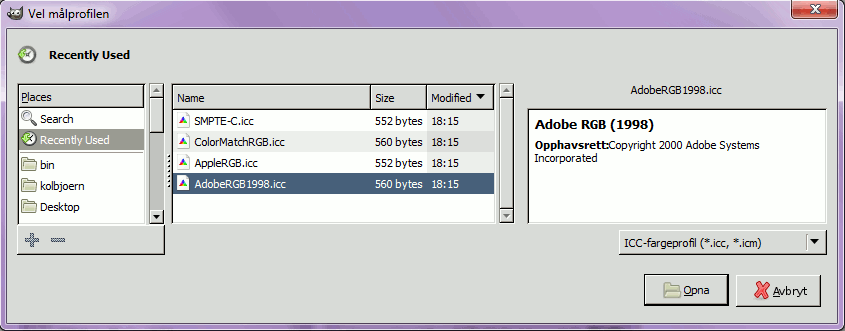 Vel målprofilen
Recently Used
Places
Search
Recently Used
bin
kolbjoern
Desktop
Name Size Modified
SMPTE-C.icc 552 bytes 18:15
ColorMatchRGB.icc 560 bytes 18:15
AppleRGB.icc 552 bytes 18:15
AdobeRGB1998.icc 560 bytes 18:15
AdobeRGB1998.icc
Adobe RGB (1998)
Opphavsrett:Copyright 2000 Adobe Systems
Incorporated
ICC-fargeprofil (*.icc, *.icm)
Opna
Avbryt